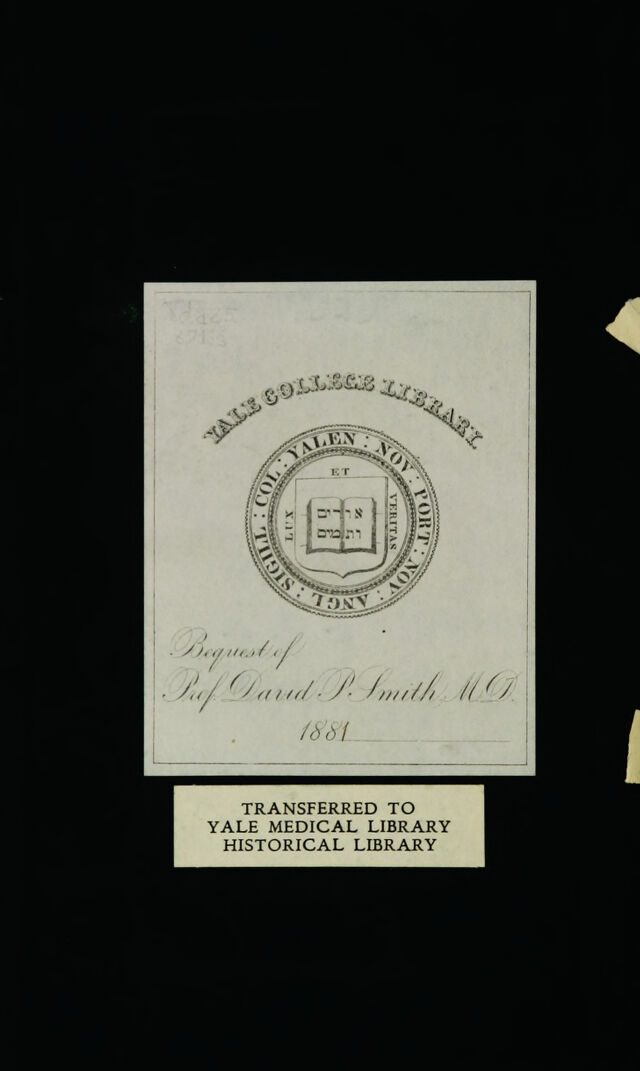 YALE COLLEGE LIBRARY
SIGILL : COL : YALEN : NOV : PORT : NOV : ANGL :
ET
LUX
VERITAS
אורים
ותמים
Bequest of
Prof. David P. Smith, M.D.
1881
TRANSFERRED TO
YALE MEDICAL LIBRARY
HISTORICAL LIBRARY